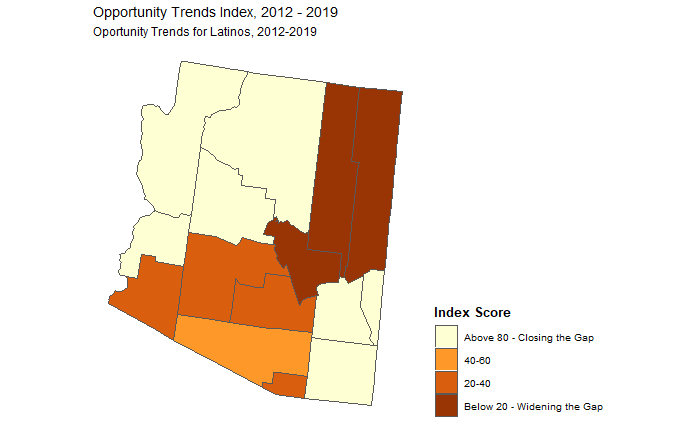 Opportunity Trends Index, 2012 - 2019
Oportunity Trends for Latinos, 2012-2019
Index Score
Above 80 - Closing the Gap
40-60
20-40
Below 20 - Widening the Gap